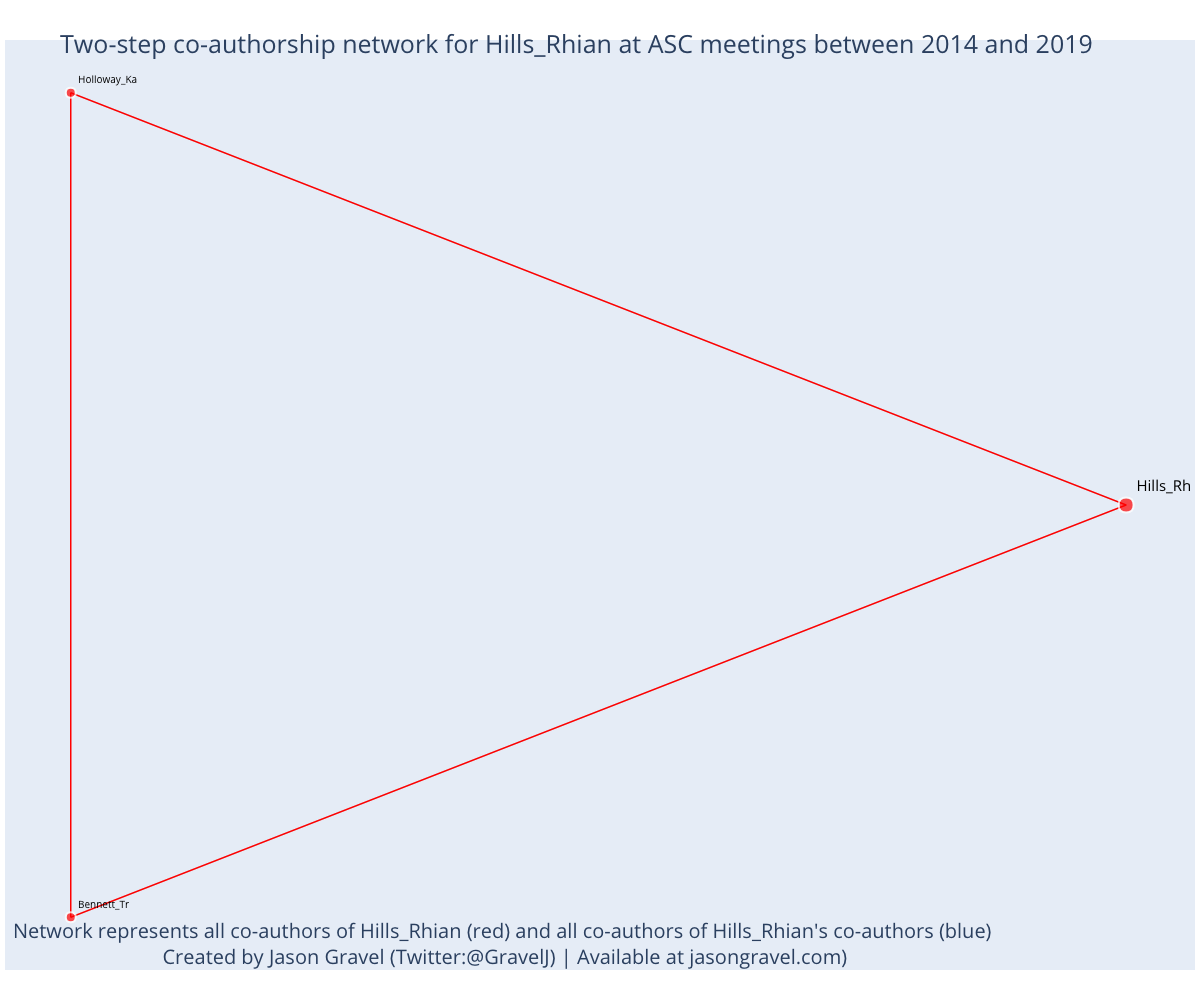 Two-step co-authorship network for Hills_Rhian at ASC meetings between 2014 and 2019
Holloway_Ka
Hills_Rh
Bennett_Tr
Network represents all co-authors of Hills_Rhian (red) and all co-authors of Hills_Rhian's co-authors (blue)
Created by Jason Gravel (Twitter:@GravelJ) | Available at jasongravel.com)